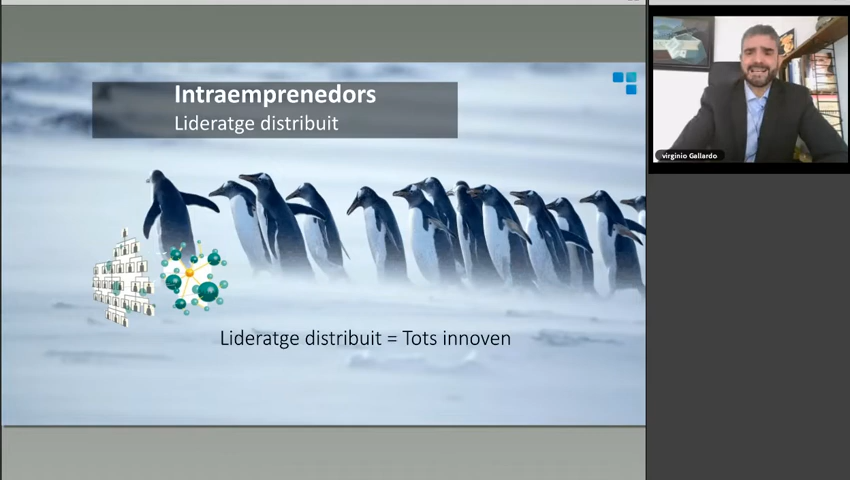 Intraemprenedors
Lideratge distribuit
Lideratge distribuit = Tots innoven
virginio Gallardo